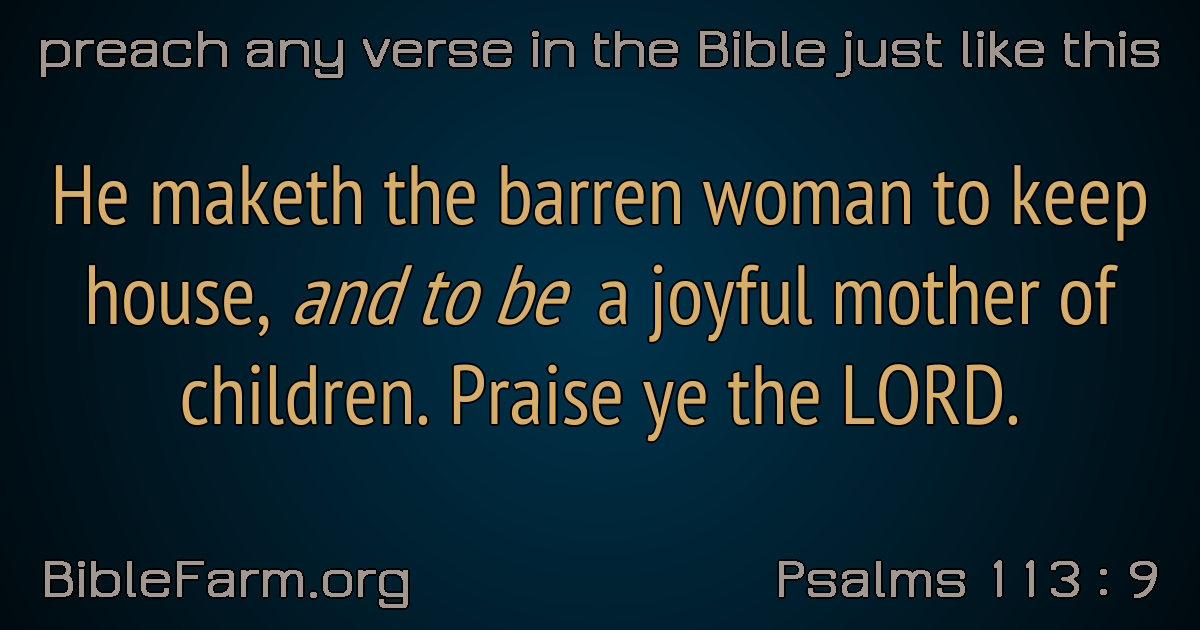 preach any verse in the Bible just like this
He maketh the barren woman to keep
house, and to be a joyful mother of
children. Praise ye the LORD.
BibleFarm.org
Psalms 113 : 9